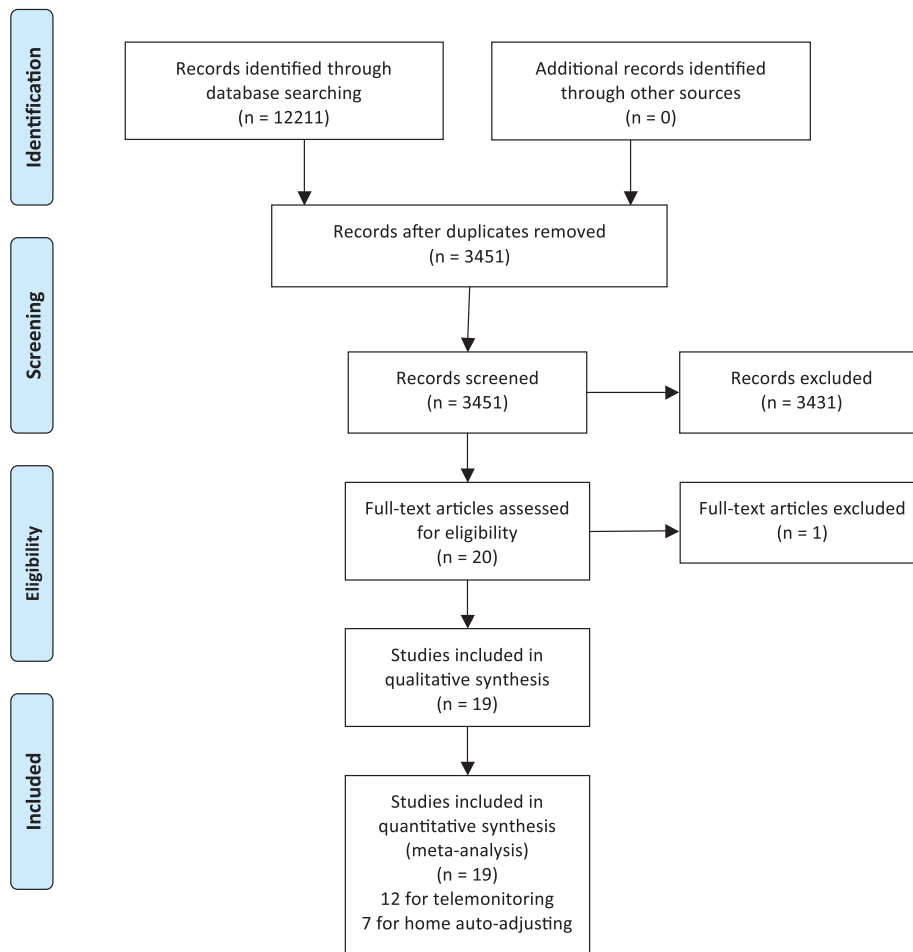 Identification
Records identified through
database searching
(n = 12211)
Additional records identified
through other sources
(n = 0)
Records after duplicates removed
(n = 3451)
Screening
Records screened
(n = 3451)
Records excluded
(n = 3431)
Eligibility
Full-text articles assessed
for eligibility
(n = 20)
Full-text articles excluded
(n = 1)
Studies included in
qualitative synthesis
(n = 19)
Included
Studies included in
quantitative synthesis
(meta-analysis)
(n = 19)
12 for telemonitoring
7 for home auto-adjusting